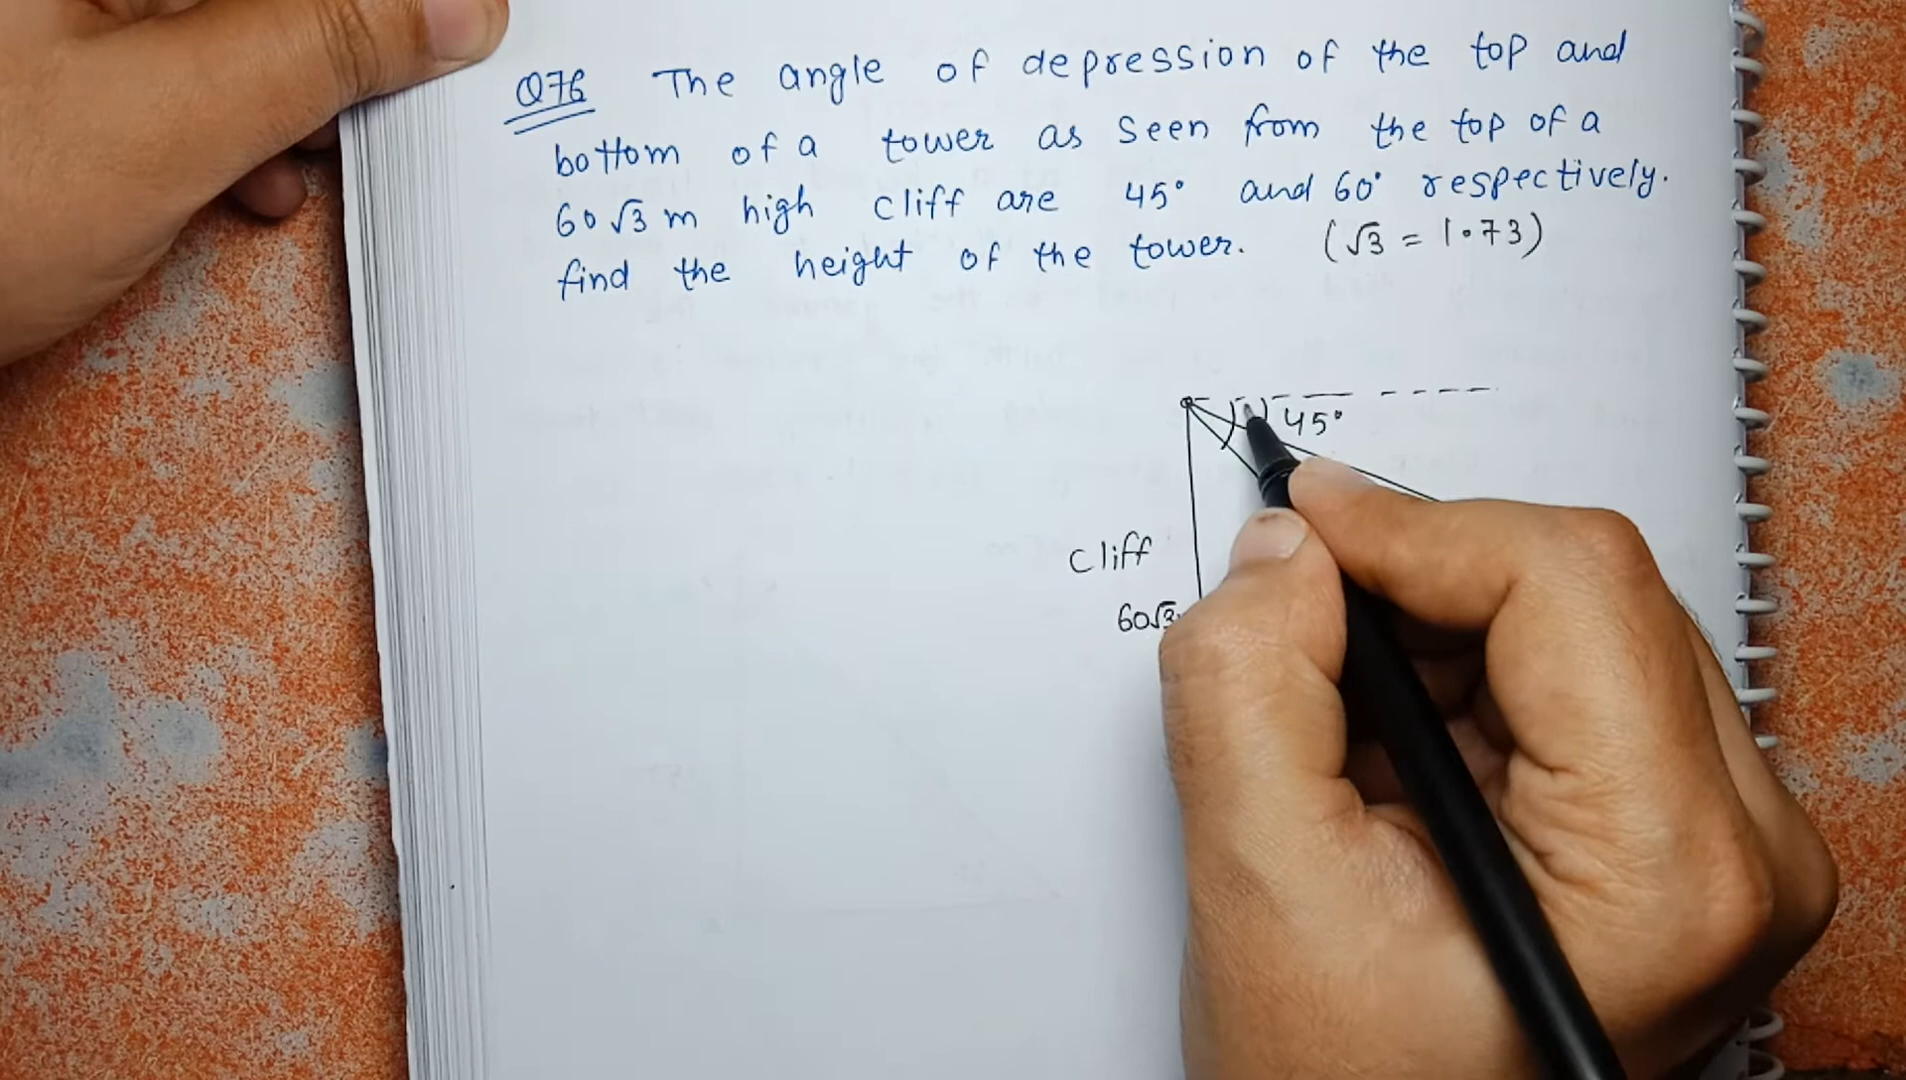 Q76 The angle of depression of the top and
bottom of a tower as seen from the top of a
60√3 m high cliff are 45° and 60° respectively.
find the height of the tower. (√3 = 1.73)
45°
cliff
60√3